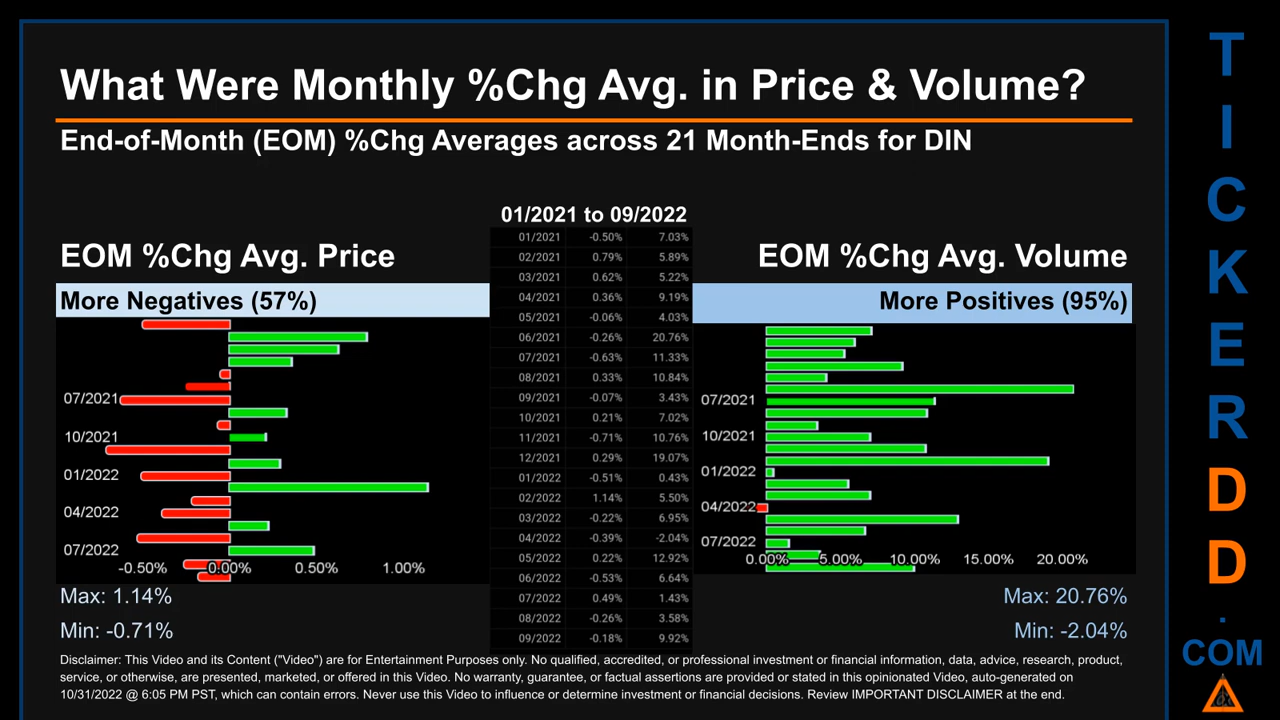 What Were Monthly %Chg Avg. in Price & Volume?
End-of-Month (EOM) %Chg Averages across 21 Month-Ends for DIN
01/2021 to 09/2022
EOM %Chg Avg. Price
More Negatives (57%)
07/2021
10/2021
01/2022
04/2022
07/2022
-0.50% 0.00% 0.50% 1.00%
Max: 1.14%
Min: -0.71%
01/2021 -0.50% 7.03%
02/2021 0.79% 5.89%
03/2021 0.62% 5.22%
04/2021 0.36% 9.19%
05/2021 -0.06% 4.03%
06/2021 -0.26% 20.76%
07/2021 -0.63% 11.33%
08/2021 0.33% 10.84%
09/2021 -0.07% 3.43%
10/2021 0.21% 7.02%
11/2021 -0.71% 10.76%
12/2021 0.29% 19.07%
01/2022 -0.51% 0.43%
02/2022 1.14% 5.50%
03/2022 -0.22% 6.95%
04/2022 -0.39% -2.04%
05/2022 0.22% 12.92%
06/2022 -0.53% 6.64%
07/2022 0.49% 1.43%
08/2022 -0.26% 3.58%
09/2022 -0.18% 9.92%
EOM %Chg Avg. Volume
More Positives (95%)
07/2021
10/2021
01/2022
04/2022
07/2022
0.00% 5.00% 10.00% 15.00% 20.00%
Max: 20.76%
Min: -2.04%
Disclaimer: This Video and its Content ("Video") are for Entertainment Purposes only. No qualified, accredited, or professional investment or financial information, data, advice, research, product,
service, or otherwise, are presented, marketed, or offered in this Video. No warranty, guarantee, or factual assertions are provided or stated in this opinionated Video, auto-generated on
10/31/2022 @ 6:05 PM PST, which can contain errors. Never use this Video to influence or determine investment or financial decisions. Review IMPORTANT DISCLAIMER at the end.
T
I
C
K
E
R
D
D
.
COM